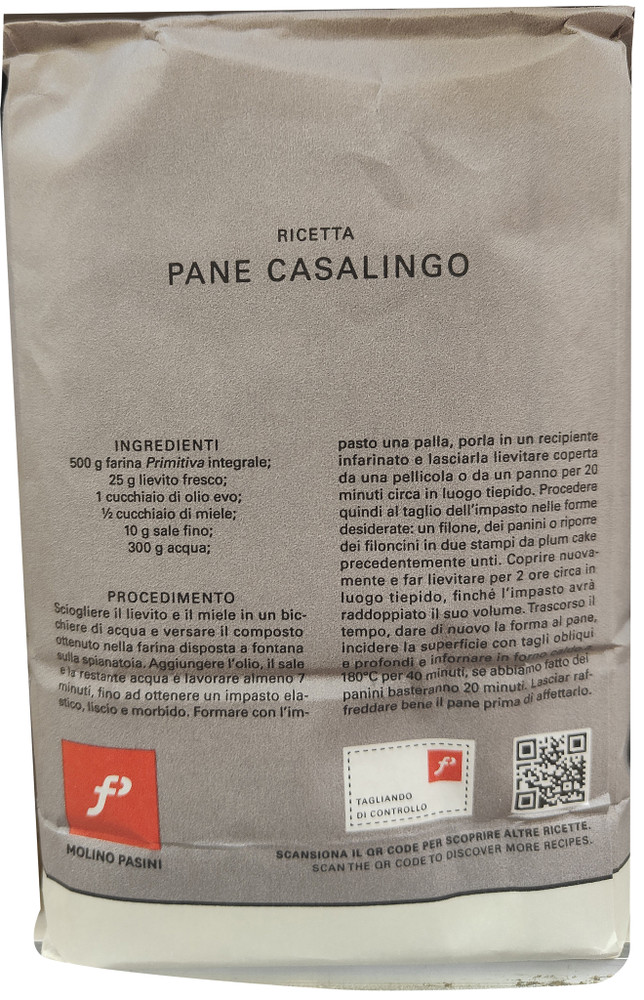 RICETTA
PANE CASALINGO
INGREDIENTI
500 g farina Primitiva integrale;
25 g lievito fresco;
1 cucchiaio di olio evo;
½ cucchiaio di miele;
10 g sale fino;
300 g acqua;
PROCEDIMENTO
Sciogliere il lievito e il miele in un bic-
chiere di acqua e versare il composto
ottenuto nella farina disposta a fontana
sulla spianatoia. Aggiungere l'olio, il sale
e la restante acqua e lavorare almeno 7
minuti, fino ad ottenere un impasto ela-
stico, liscio e morbido. Formare con l'im-
pasto una palla, porla in un recipiente
infarinato e lasciarla lievitare coperta
da una pellicola o da un panno per 20
minuti circa in luogo tiepido. Procedere
quindi al taglio dell'impasto nelle forme
desiderate: un filone, dei panini o riporre
dei filoncini in due stampi da plum cake
precedentemente unti. Coprire nuova-
mente e far lievitare per 2 ore circa in
luogo tiepido, finché l'impasto avrà
raddoppiato il suo volume. Trascorso il
tempo, dare di nuovo la forma al pane,
incidere la superficie con tagli obliqui
e profondi e infornare in forno caldo a
180°C per 40 minuti, se abbiamo fatto dei
panini basteranno 20 minuti. Lasciar raf-
freddare bene il pane prima di affettarlo.
MOLINO PASINI
TAGLIANDO
DI CONTROLLO
SCANSIONA IL QR CODE PER SCOPRIRE ALTRE RICETTE.
SCAN THE QR CODE TO DISCOVER MORE RECIPES.